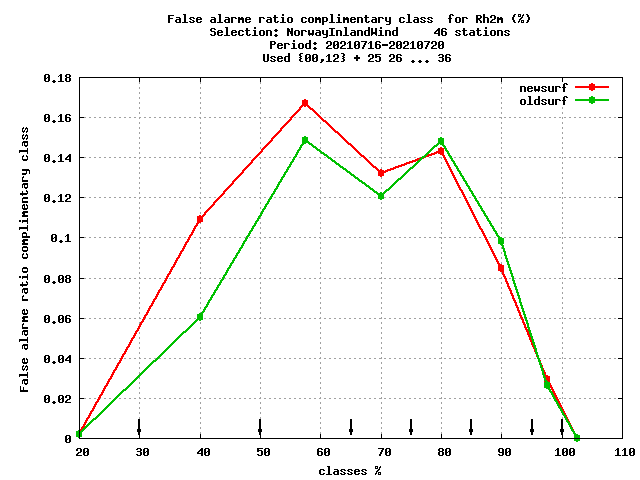 False alarme ratio complimentary class  for Rh2m (%)
Selection: NorwayInlandWind     46 stations
Period: 20210716-20210720
Used {00,12} + 25 26 ... 36
newsurf
oldsurf
False alarme ratio complimentary class
0.18
0.16
0.14
0.12
0.1
0.08
0.06
0.04
0.02
0
20 30 40 50 60 70 80 90 100 110
classes %